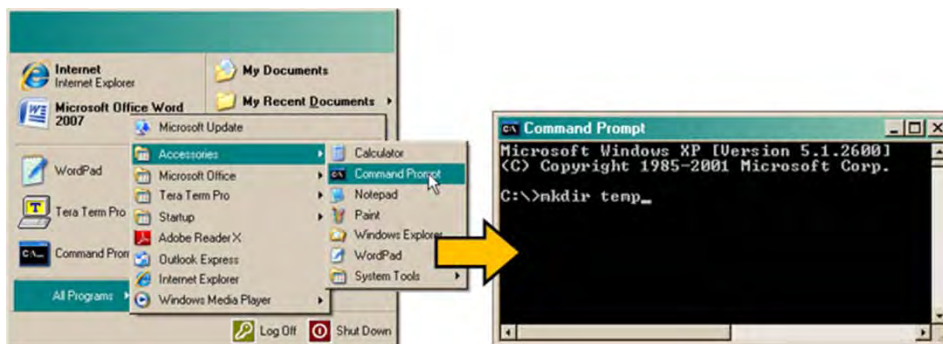 Internet
Internet Explorer
Microsoft Office Word
2007
WordPad
Tera Term Pro
Command Prom
All Programs
My Documents
My Recent Documents
Microsoft Update
Accessories
Microsoft Office
Tera Term Pro
Startup
Adobe Reader X
Outlook Express
Internet Explorer
Windows Media Player
Calculator
Command Prompt
Notepad
Paint
Windows Explorer
WordPad
System Tools
Log Off
Shut Down
Command Prompt
Microsoft Windows XP [Version 5.1.2600]
(C) Copyright 1985-2001 Microsoft Corp.
C:\>mkdir temp_